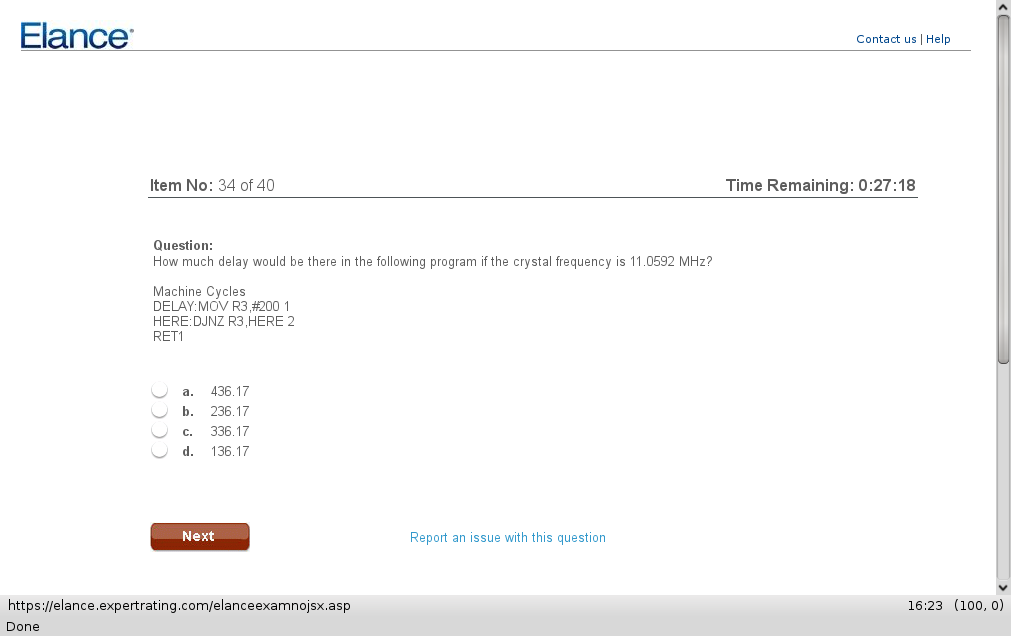 Elance
Contact us | Help
Item No: 34 of 40
Time Remaining: 0:27:18
Question:
How much delay would be there in the following program if the crystal frequency is 11.0592 MHz?
Machine Cycles
DELAY:MOV R3,#200 1
HERE:DJNZ R3,HERE 2
RET1
a. 436.17
b. 236.17
c. 336.17
d. 136.17
Next
Report an issue with this question
https://elance.expertrating.com/elanceexamnojsx.asp
16:23 (100, 0)
Done